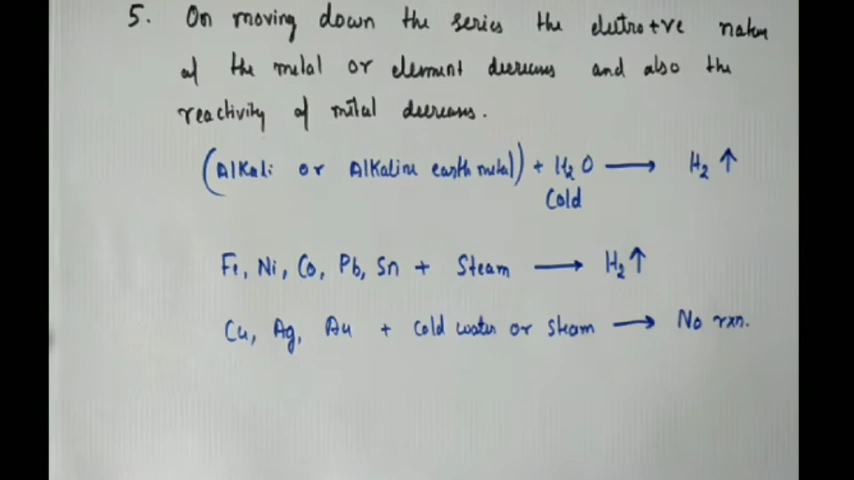 5. On moving down the series the electro+ve nature
of the metal or element decreases and also the
reactivity of metal decreases.
(Alkali or Alkaline earth metal) + H₂O ⟶ H₂ ↑
Cold
Fe, Ni, Co, Pb, Sn + Steam ⟶ H₂↑
Cu, Ag, Au + cold water or steam ⟶ No rxn.